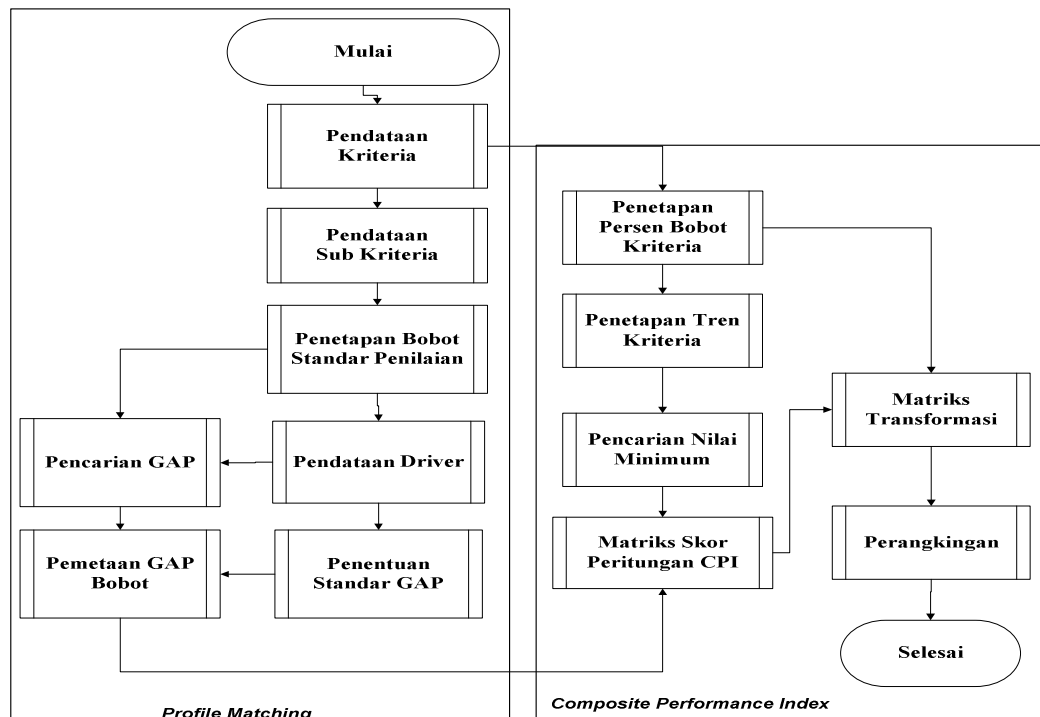 Mulai
Pendataan
Kriteria
Pendataan
Sub Kriteria
Penetapan Bobot
Standar Penilaian
Pencarian GAP
Pendataan Driver
Pemetaan GAP
Bobot
Penentuan
Standar GAP
Profile Matching
Penetapan
Persen Bobot
Kriteria
Penetapan Tren
Kriteria
Pencarian Nilai
Minimum
Matriks Skor
Peritungan CPI
Matriks
Transformasi
Perangkingan
Selesai
Composite Performance Index